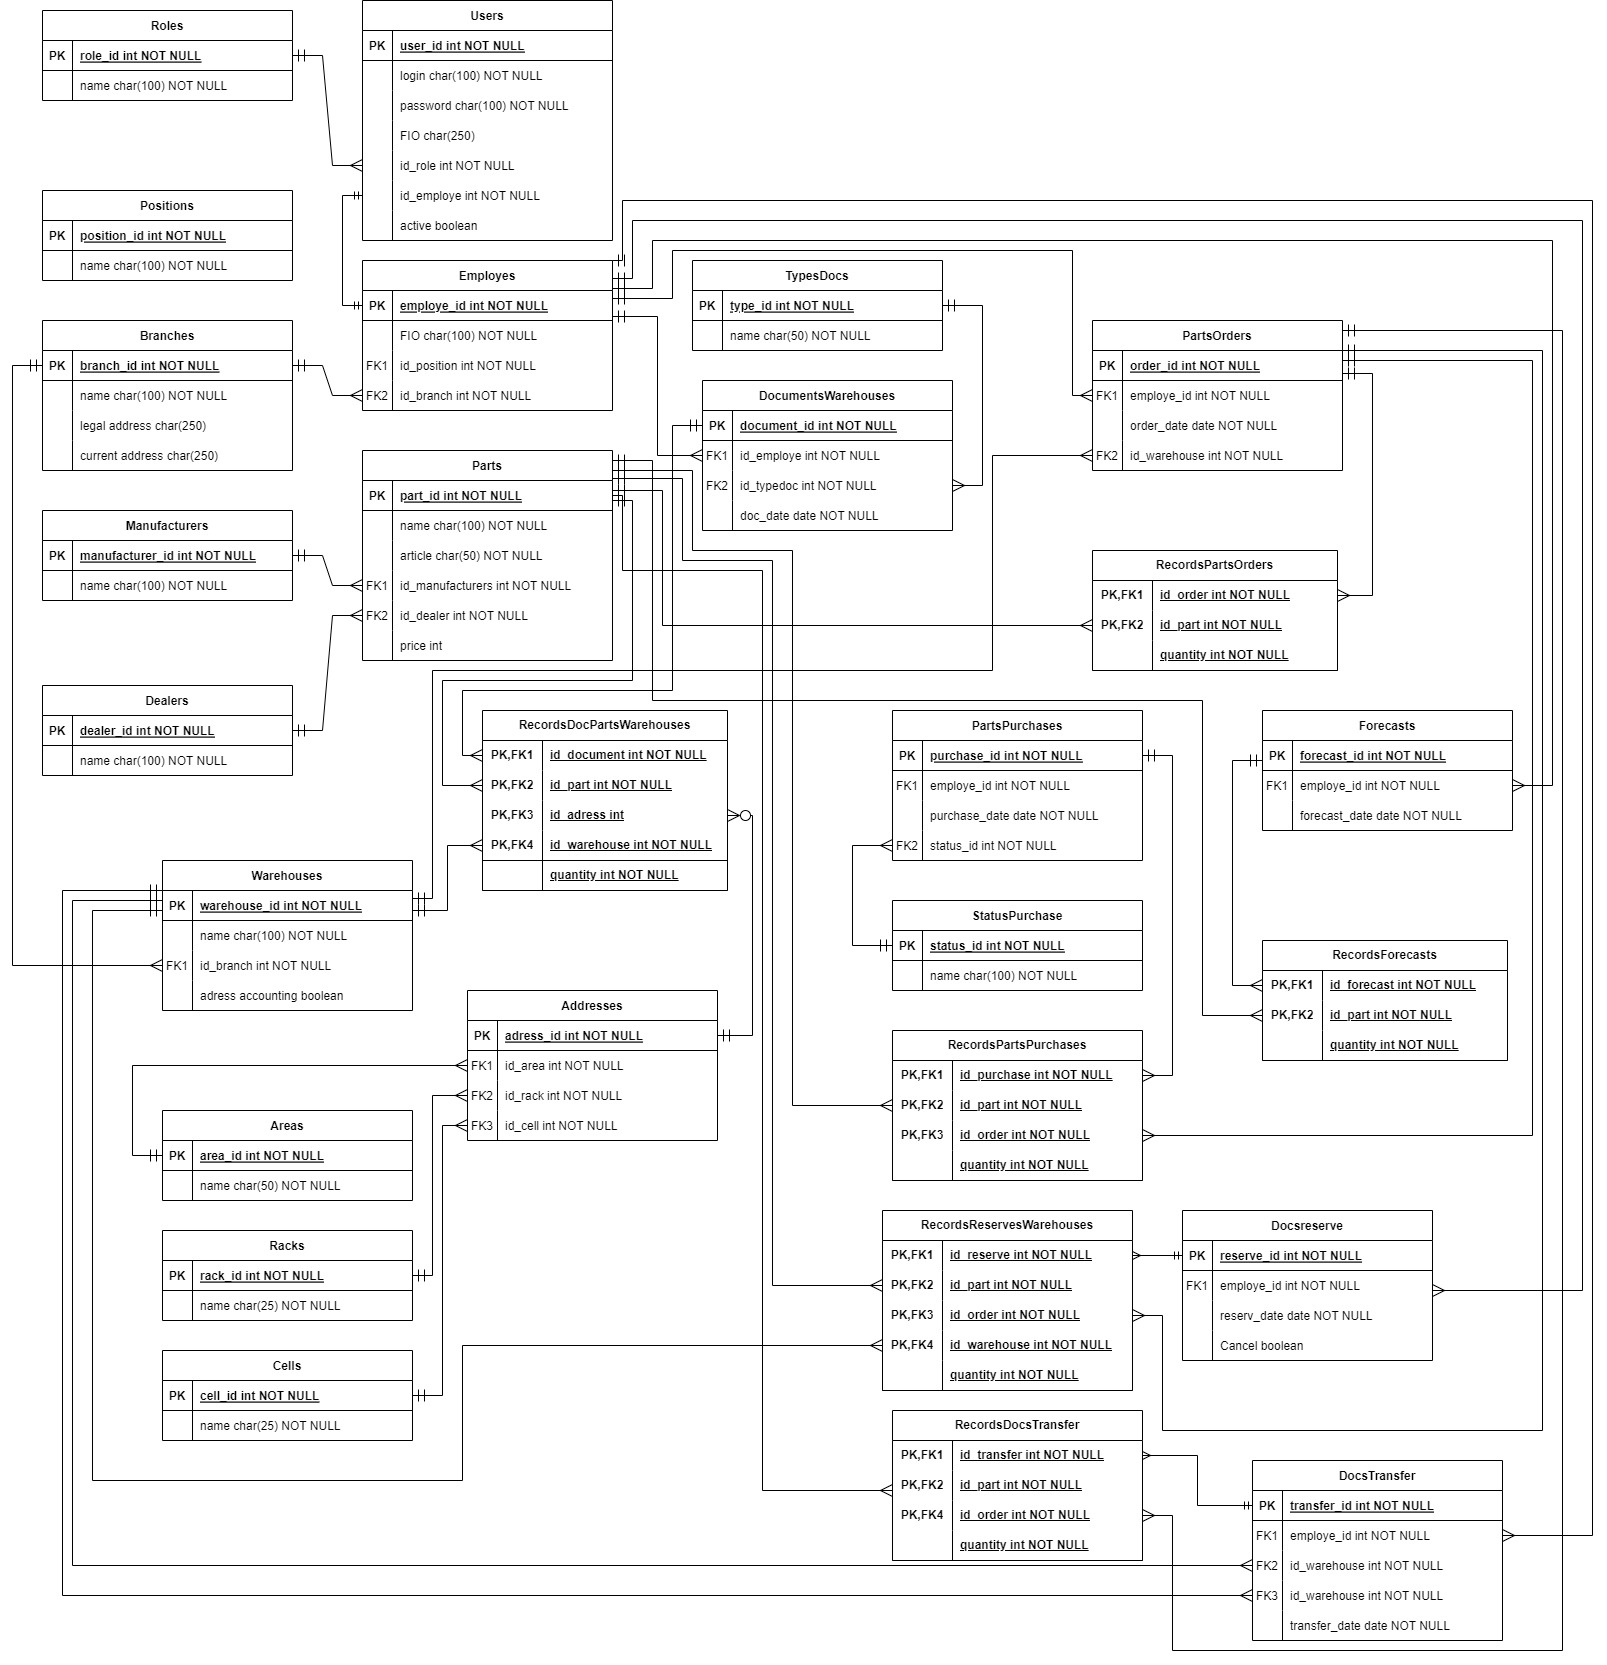 Roles
PK role_id int NOT NULL
name char(100) NOT NULL
Users
PK user_id int NOT NULL
login char(100) NOT NULL
password char(100) NOT NULL
FIO char(250)
id_role int NOT NULL
id_employe int NOT NULL
active boolean
Positions
PK position_id int NOT NULL
name char(100) NOT NULL
Branches
PK branch_id int NOT NULL
name char(100) NOT NULL
legal address char(250)
current address char(250)
Employes
PK employe_id int NOT NULL
FIO char(100) NOT NULL
FK1 id_position int NOT NULL
FK2 id_branch int NOT NULL
TypesDocs
PK type_id int NOT NULL
name char(50) NOT NULL
DocumentsWarehouses
PK document_id int NOT NULL
FK1 id_employe int NOT NULL
FK2 id_typedoc int NOT NULL
doc_date date NOT NULL
PartsOrders
PK order_id int NOT NULL
FK1 employe_id int NOT NULL
order_date date NOT NULL
FK2 id_warehouse int NOT NULL
Manufacturers
PK manufacturer_id int NOT NULL
name char(100) NOT NULL
Parts
PK part_id int NOT NULL
name char(100) NOT NULL
article char(50) NOT NULL
FK1 id_manufacturers int NOT NULL
FK2 id_dealer int NOT NULL
price int
RecordsPartsOrders
PK,FK1 id_order int NOT NULL
PK,FK2 id_part int NOT NULL
quantity int NOT NULL
Dealers
PK dealer_id int NOT NULL
name char(100) NOT NULL
RecordsDocPartsWarehouses
PK,FK1 id_document int NOT NULL
PK,FK2 id_part int NOT NULL
PK,FK3 id_adress int
PK,FK4 id_warehouse int NOT NULL
quantity int NOT NULL
PartsPurchases
PK purchase_id int NOT NULL
FK1 employe_id int NOT NULL
purchase_date date NOT NULL
FK2 status_id int NOT NULL
Forecasts
PK forecast_id int NOT NULL
FK1 employe_id int NOT NULL
forecast_date date NOT NULL
Warehouses
PK warehouse_id int NOT NULL
name char(100) NOT NULL
FK1 id_branch int NOT NULL
adress accounting boolean
StatusPurchase
PK status_id int NOT NULL
name char(100) NOT NULL
RecordsForecasts
PK,FK1 id_forecast int NOT NULL
PK,FK2 id_part int NOT NULL
quantity int NOT NULL
Addresses
PK adress_id int NOT NULL
FK1 id_area int NOT NULL
FK2 id_rack int NOT NULL
FK3 id_cell int NOT NULL
RecordsPartsPurchases
PK,FK1 id_purchase int NOT NULL
PK,FK2 id_part int NOT NULL
PK,FK3 id_order int NOT NULL
quantity int NOT NULL
Areas
PK area_id int NOT NULL
name char(50) NOT NULL
Racks
PK rack_id int NOT NULL
name char(25) NOT NULL
Cells
PK cell_id int NOT NULL
name char(25) NOT NULL
RecordsReservesWarehouses
PK,FK1 id_reserve int NOT NULL
PK,FK2 id_part int NOT NULL
PK,FK3 id_order int NOT NULL
PK,FK4 id_warehouse int NOT NULL
quantity int NOT NULL
Docsreserve
PK reserve_id int NOT NULL
FK1 employe_id int NOT NULL
reserv_date date NOT NULL
Cancel boolean
RecordsDocsTransfer
PK,FK1 id_transfer int NOT NULL
PK,FK2 id_part int NOT NULL
PK,FK4 id_order int NOT NULL
quantity int NOT NULL
DocsTransfer
PK transfer_id int NOT NULL
FK1 employe_id int NOT NULL
FK2 id_warehouse int NOT NULL
FK3 id_warehouse int NOT NULL
transfer_date date NOT NULL